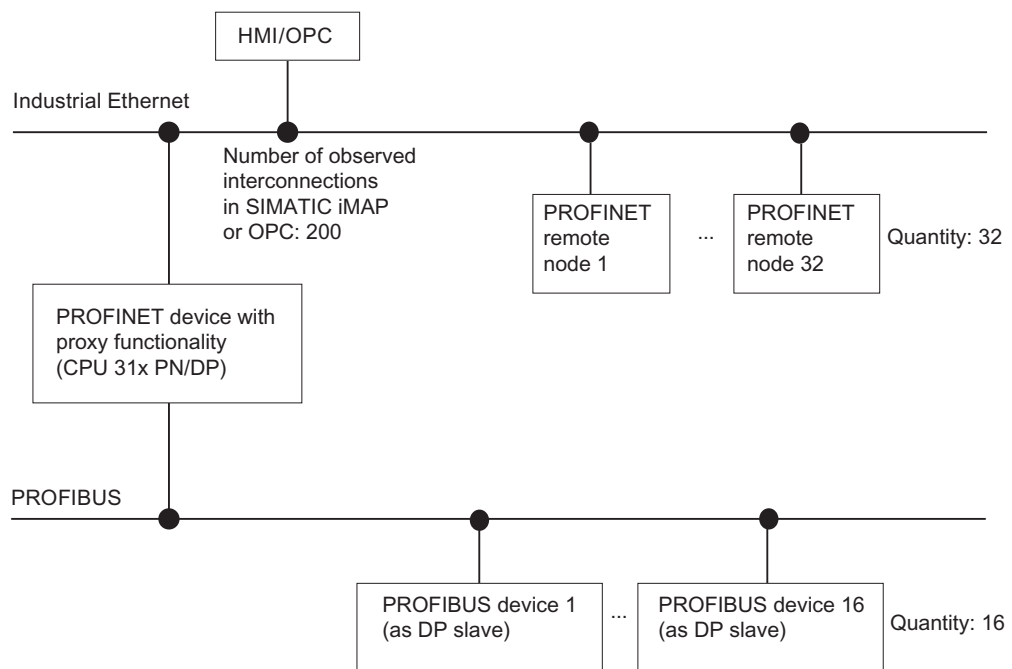 HMI/OPC
Industrial Ethernet
Number of observed
interconnections
in SIMATIC iMAP
or OPC: 200
PROFINET
remote
node 1
...
PROFINET
remote
node 32
Quantity: 32
PROFINET device with
proxy functionality
(CPU 31x PN/DP)
PROFIBUS
PROFIBUS device 1
(as DP slave)
...
PROFIBUS device 16
(as DP slave)
Quantity: 16